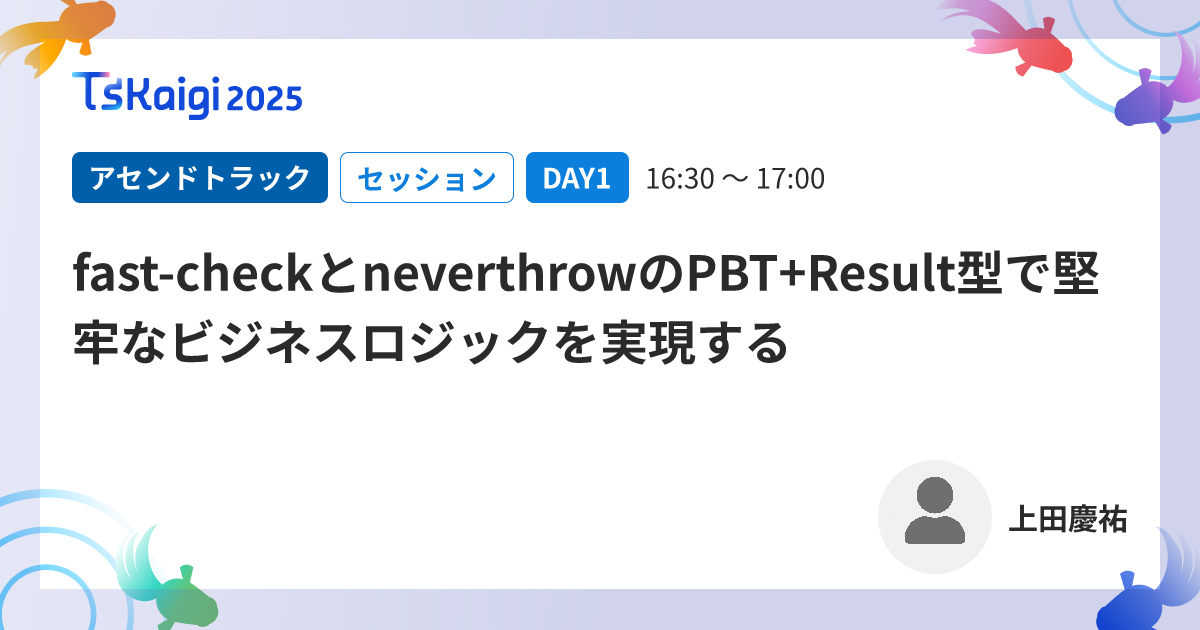 TsKaigi 2025
アセンドトラック セッション DAY1 16:30 〜 17:00
fast-checkとneverthrowのPBT+Result型で堅
牢なビジネスロジックを実現する
上田慶祐